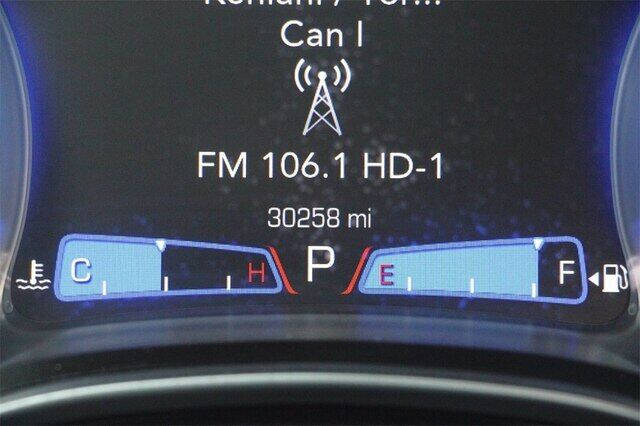 Can I
FM 106.1 HD-1
30258 mi
C H P E F